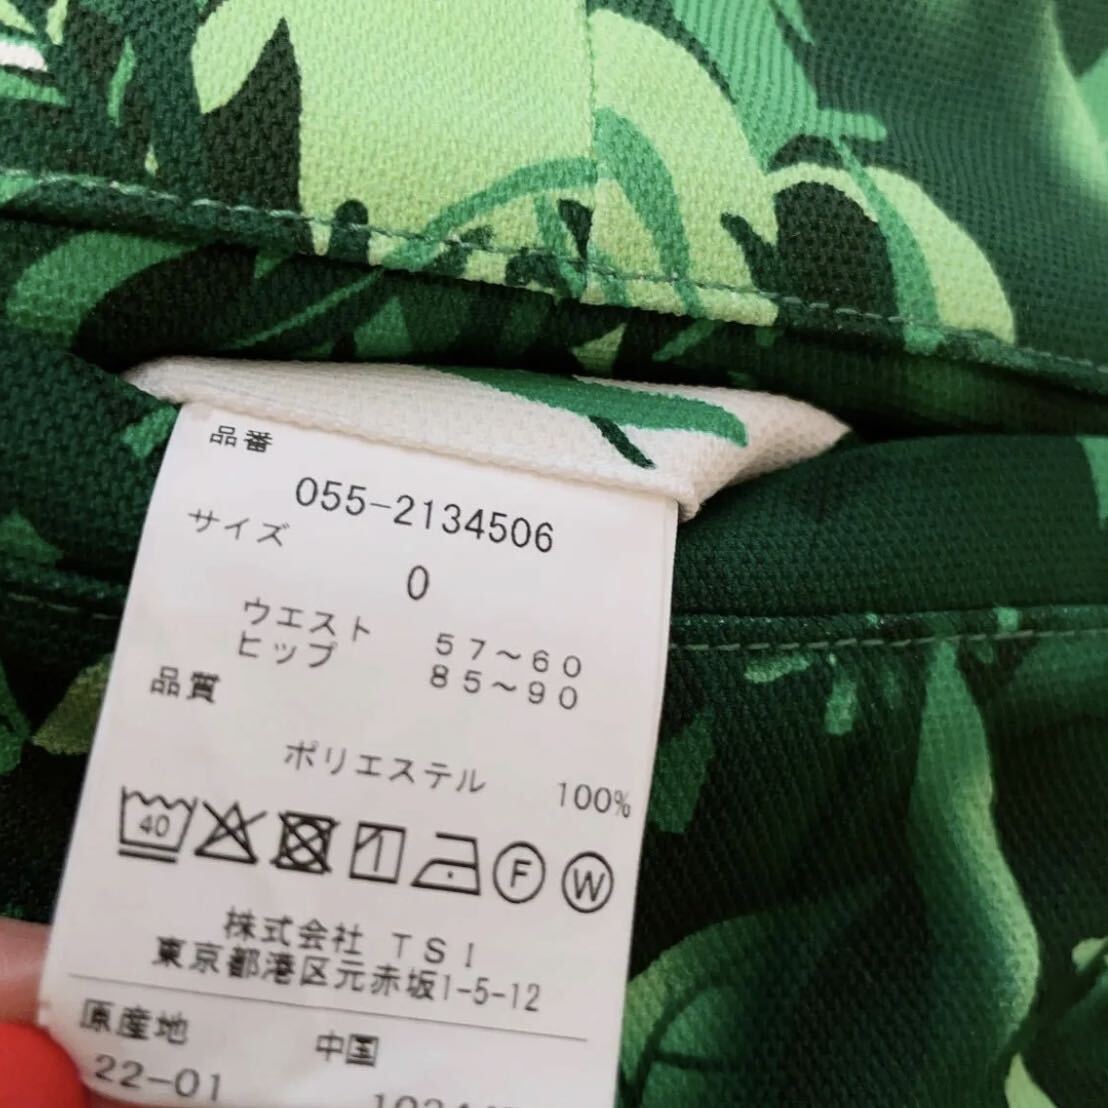 品番
055-2134506
サイズ
0
ウエスト 57～60
ヒップ 85～90
品質
ポリエステル 100%
40
F W
株式会社 TSI
東京都港区元赤坂1-5-12
原産地 中国
22-01